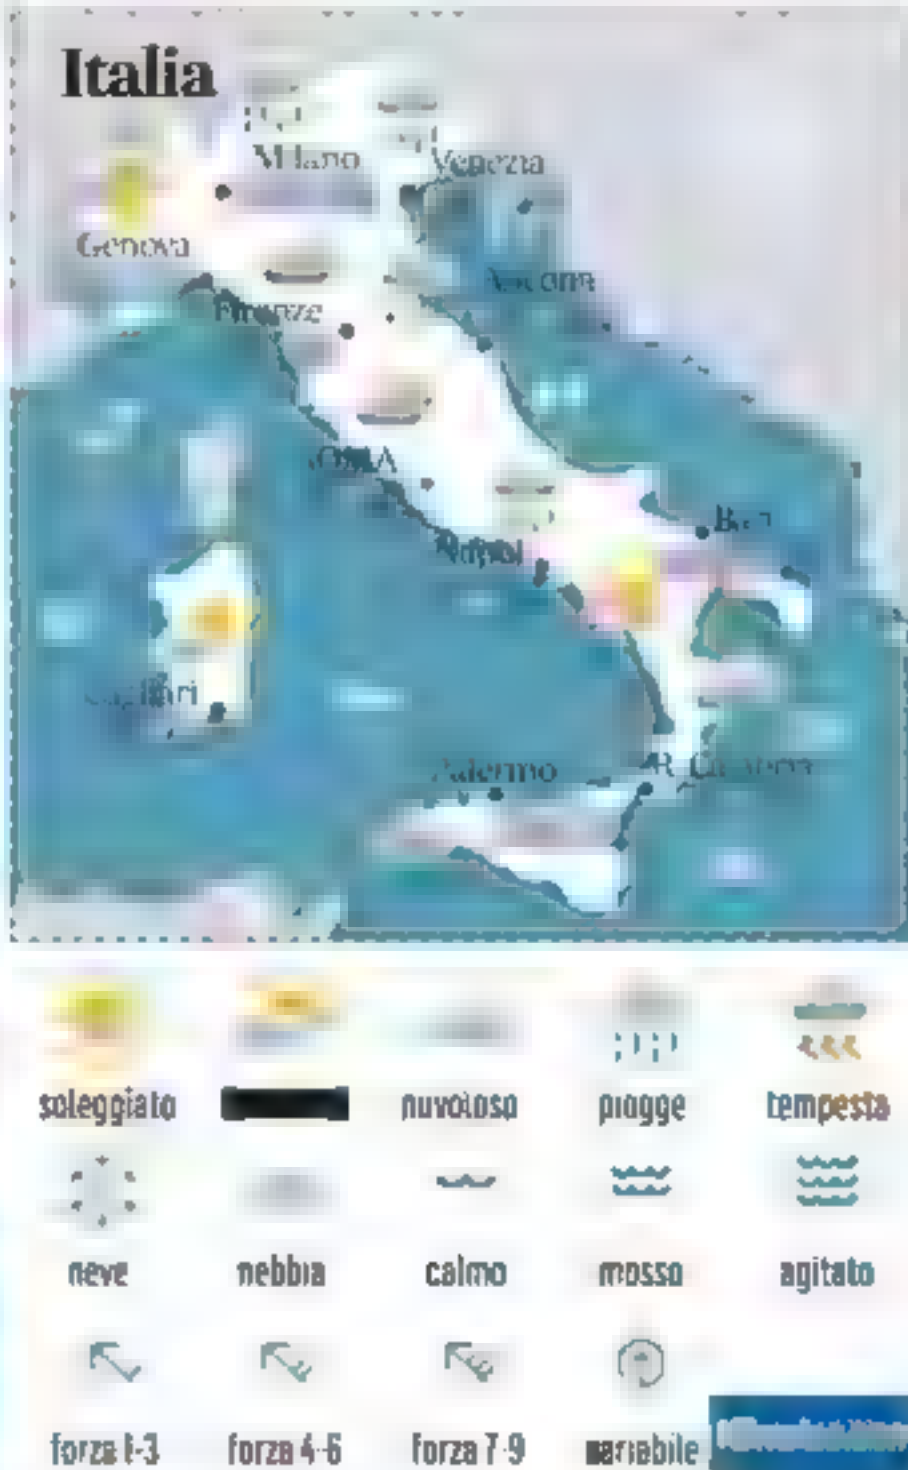 Italia
Milano
Venezia
Genova
Ancona
Firenze
Napoli
Cagliari
Palermo
soleggiato
nuvoloso
piogge
tempesta
neve
nebbia
calmo
mosso
agitato
forza 1-3
forza 4-6
forza 7-9
variabile